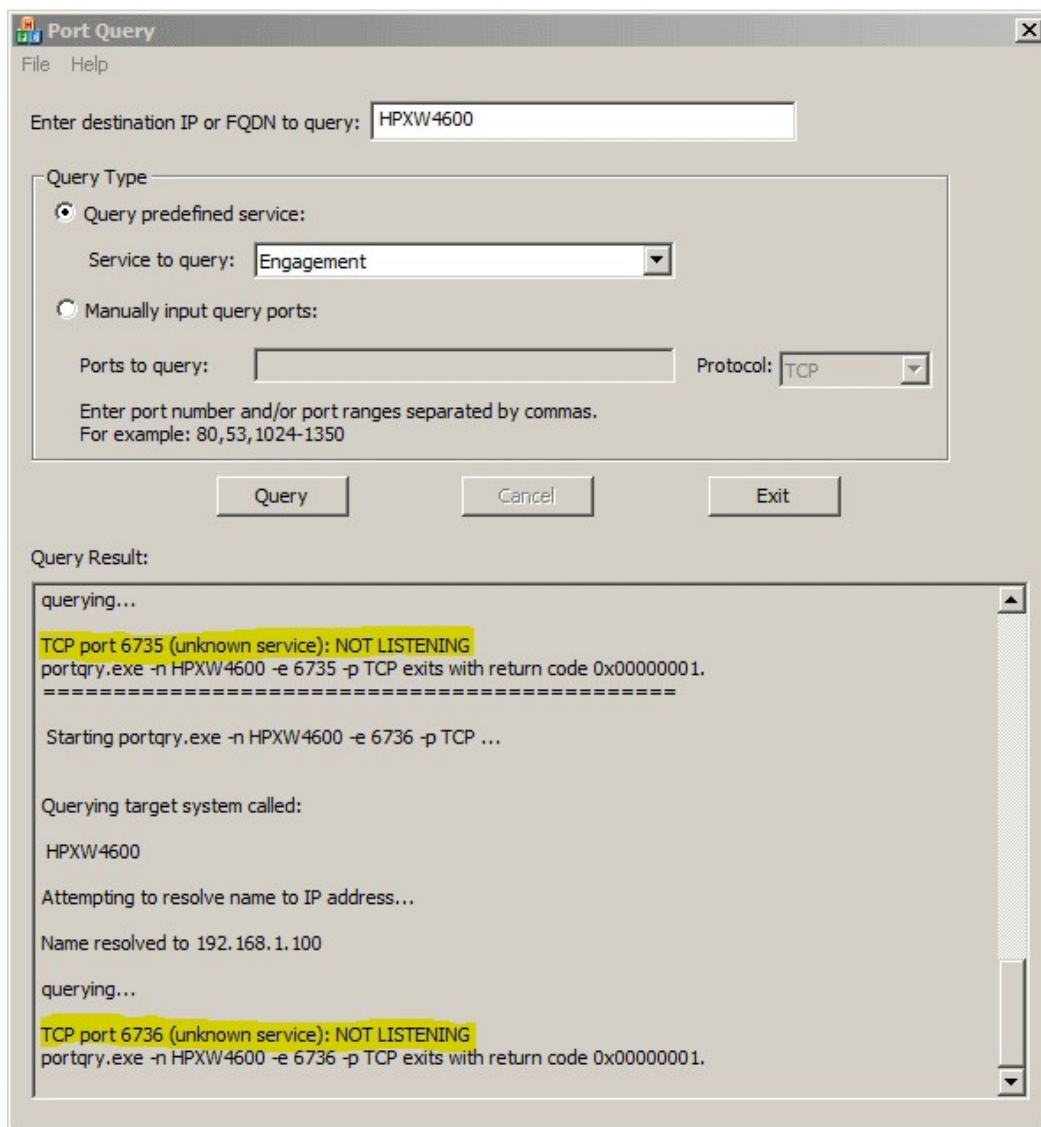 Port Query
File Help
Enter destination IP or FQDN to query: HPXW4600
Query Type
Query predefined service:
Service to query: Engagement
Manually input query ports:
Ports to query: Protocol: TCP
Enter port number and/or port ranges separated by commas.
For example: 80,53,1024-1350
Query Cancel Exit
Query Result:
querying...
TCP port 6735 (unknown service): NOT LISTENING
portqry.exe -n HPXW4600 -e 6735 -p TCP exits with return code 0x00000001.
=============================================
Starting portqry.exe -n HPXW4600 -e 6736 -p TCP ...
Querying target system called:
HPXW4600
Attempting to resolve name to IP address...
Name resolved to 192.168.1.100
querying...
TCP port 6736 (unknown service): NOT LISTENING
portqry.exe -n HPXW4600 -e 6736 -p TCP exits with return code 0x00000001.